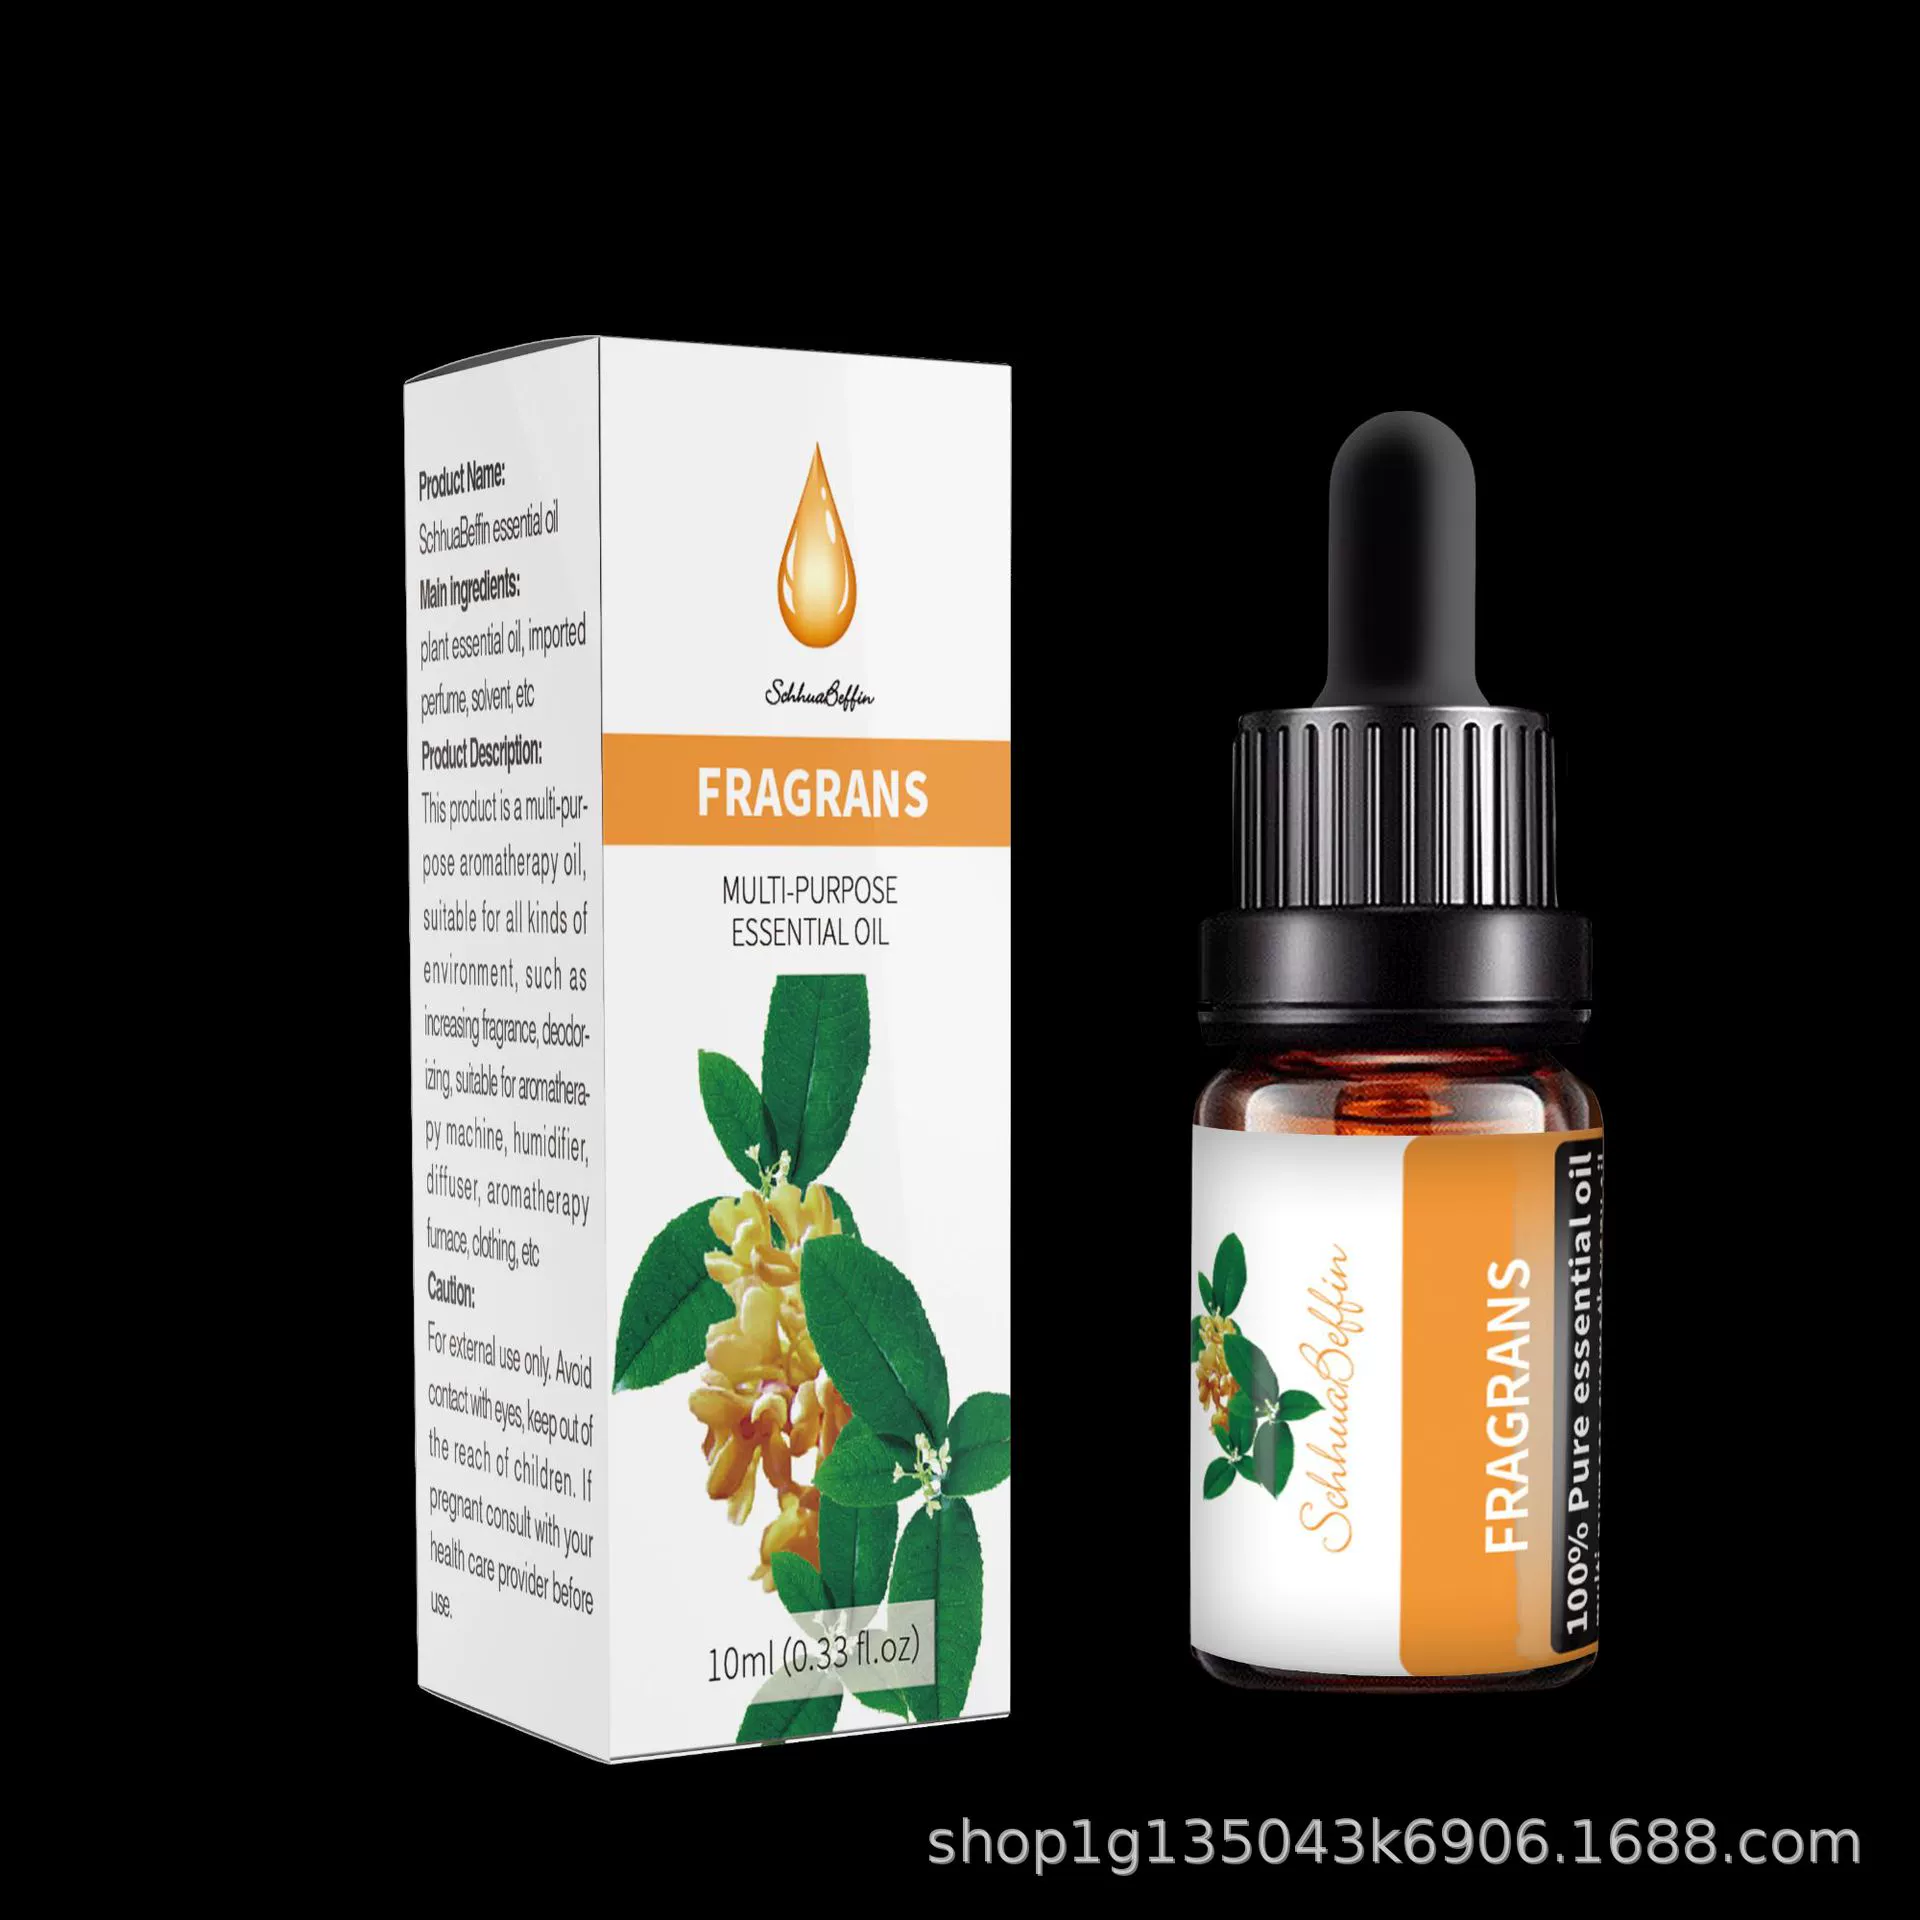 Product Name:
SchhuaBeffin essential oil
Main ingredients:
plant essential oil, imported
perfume, solvent, etc
Product Description:
This product is a multi-pur-
pose aromatherapy oil,
suitable for all kinds of
environment, such as
increasing fragrance, deodor-
izing, suitable for aromathera-
py machine, humidifier,
diffuser, aromatherapy
furnace, clothing, etc
Caution:
For external use only. Avoid
contact with eyes, keep out of
the reach of children. If
pregnant consult with your
health care provider before
use.
SchhuaBeffin
FRAGRANS
MULTI-PURPOSE
ESSENTIAL OIL
10ml (0.33 fl.oz)
SchhuaBeffin
FRAGRANS
100% Pure essential oil
shop1g135043k6906.1688.com